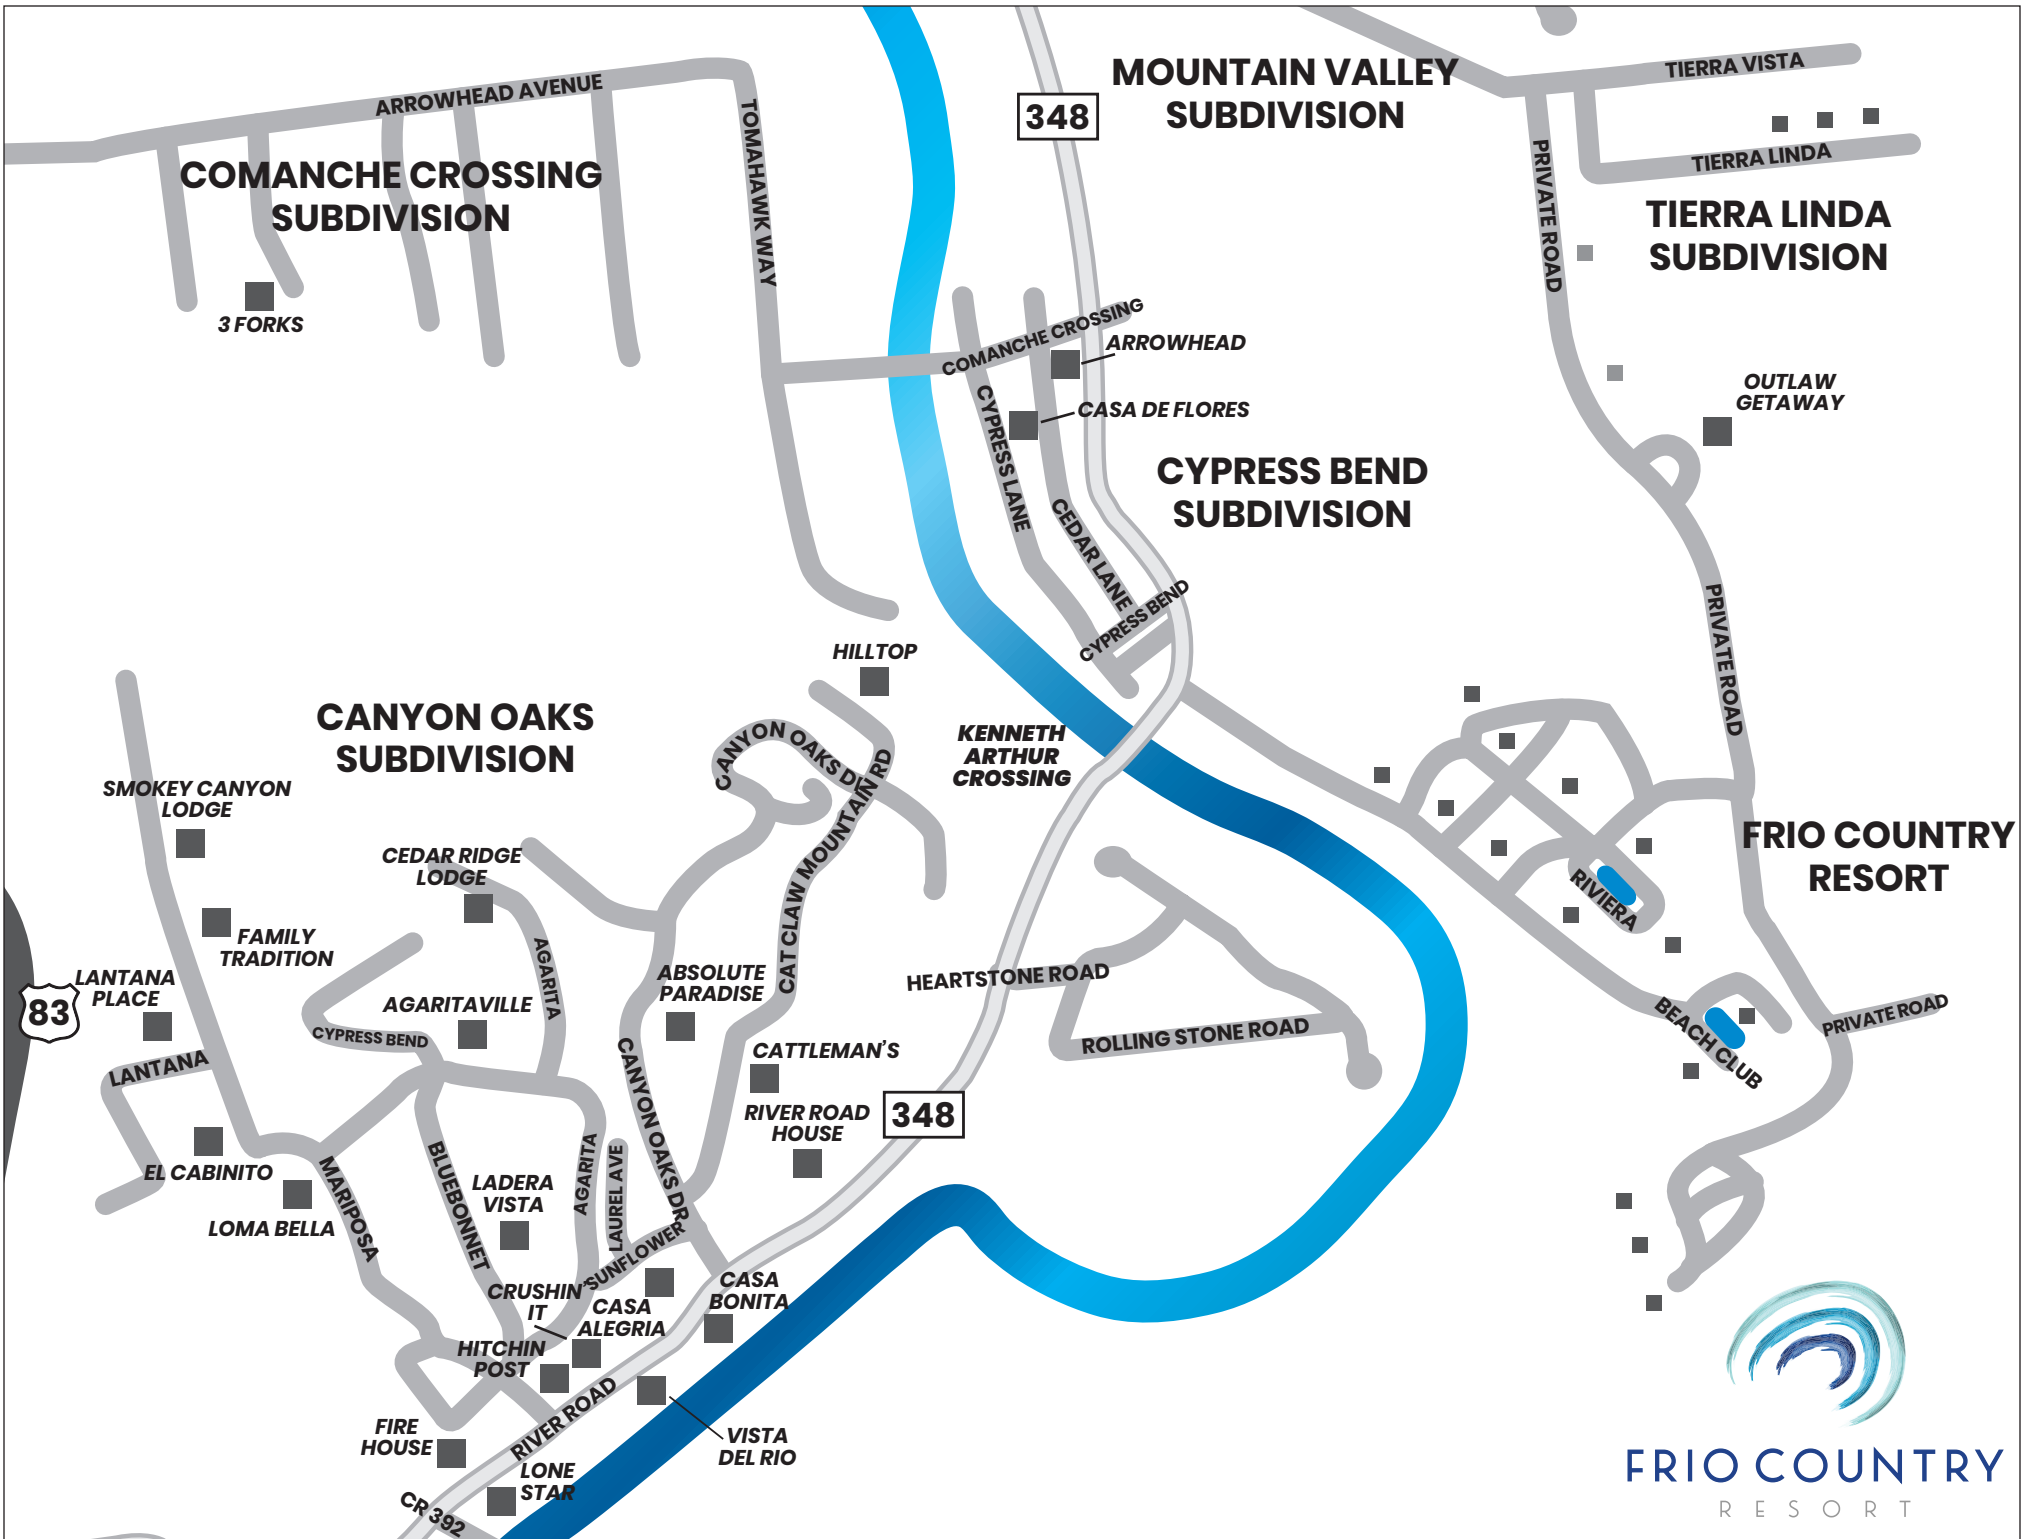 MOUNTAIN VALLEY
SUBDIVISION
348
TIERRA VISTA
ARROWHEAD AVENUE
TOMAHAWK WAY
TIERRA LINDA
PRIVATE ROAD
COMANCHE CROSSING
SUBDIVISION
TIERRA LINDA
SUBDIVISION
3 FORKS
COMANCHE CROSSING
ARROWHEAD
CASA DE FLORES
OUTLAW
GETAWAY
CYPRESS LANE
CYPRESS BEND
SUBDIVISION
CEDAR LANE
CYPRESS BEND
PRIVATE ROAD
HILLTOP
CANYON OAKS
SUBDIVISION
CANYON OAKS DR
CAT CLAW MOUNTAIN RD
KENNETH
ARTHUR
CROSSING
SMOKEY CANYON
LODGE
CEDAR RIDGE
LODGE
FRIO COUNTRY
RESORT
RIVIERA
FAMILY
TRADITION
AGARITA
LANTANA
PLACE
83
AGARITAVILLE
CYPRESS BEND
ABSOLUTE
PARADISE
HEARTSTONE ROAD
ROLLING STONE ROAD
BEACH CLUB
PRIVATE ROAD
LANTANA
CANYON OAKS DR
CATTLEMAN'S
RIVER ROAD
HOUSE
348
EL CABINITO
LOMA BELLA
MARIPOSA
BLUEBONNET
LADERA
VISTA
AGARITA
LAUREL AVE
SUNFLOWER
CRUSHIN'
IT
CASA
ALEGRIA
CASA
BONITA
HITCHIN
POST
RIVER ROAD
FIRE
HOUSE
VISTA
DEL RIO
LONE
STAR
CR 392
FRIO COUNTRY
RESORT